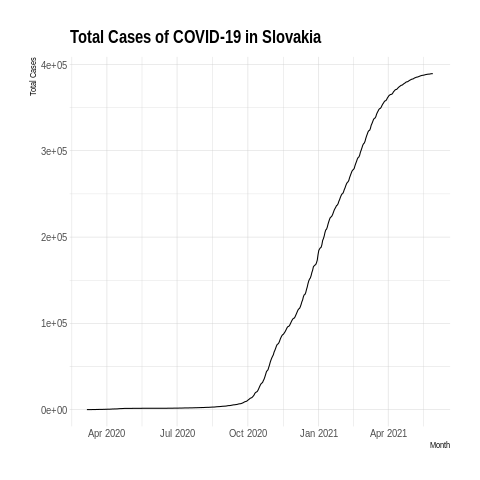 Total Cases of COVID-19 in Slovakia
Total Cases
4e+05
3e+05
2e+05
1e+05
0e+00
Apr 2020 Jul 2020 Oct 2020 Jan 2021 Apr 2021
Month